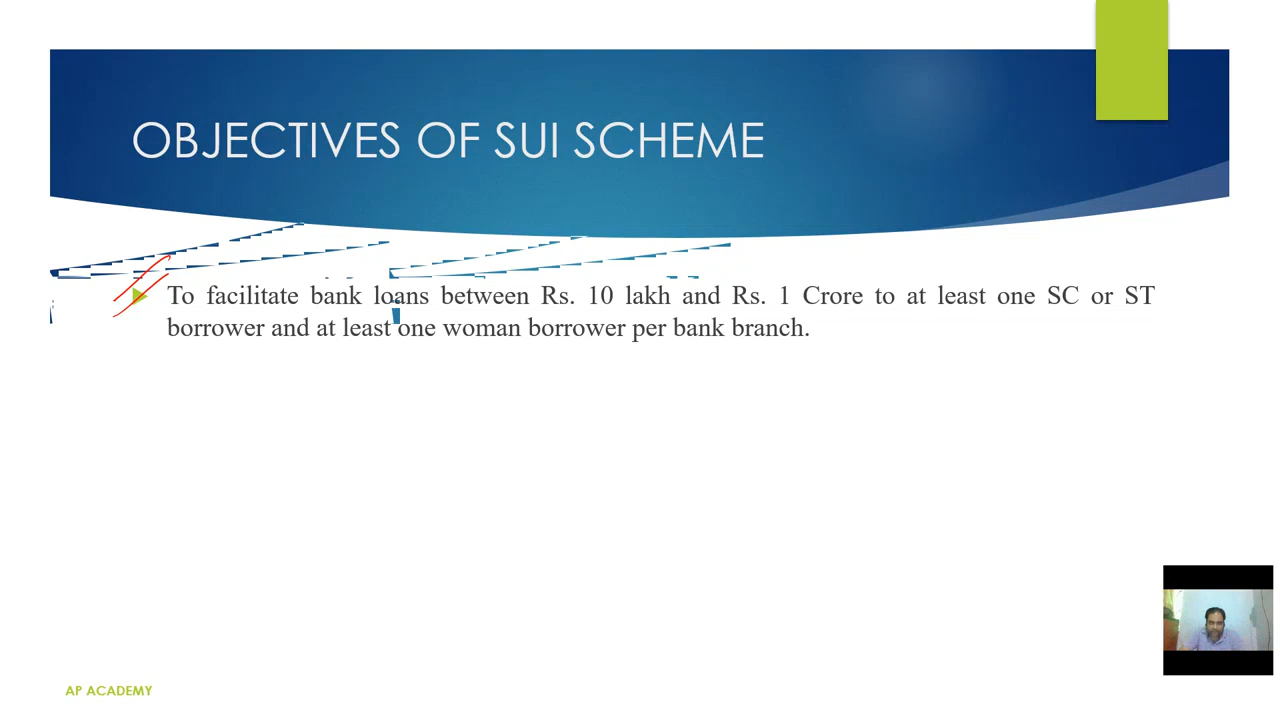 OBJECTIVES OF SUI SCHEME
To facilitate bank loans between Rs. 10 lakh and Rs. 1 Crore to at least one SC or ST
borrower and at least one woman borrower per bank branch.
AP ACADEMY